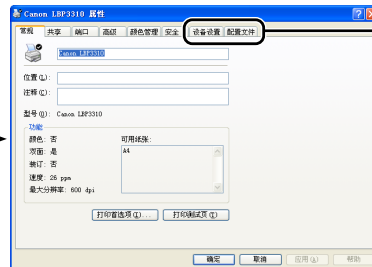 Canon LBP3310 属性
常规 共享 端口 高级 颜色管理 安全 设备设置 配置文件
Canon LBP3310
位置(L):
注释(C):
型号(O): Canon LBP3310
功能
颜色: 否
双面: 是
装订: 否
速度: 26 ppm
最大分辨率: 600 dpi
可用纸张:
A4
打印首选项(I)... 打印测试页(T)
确定 取消 应用(A) 帮助